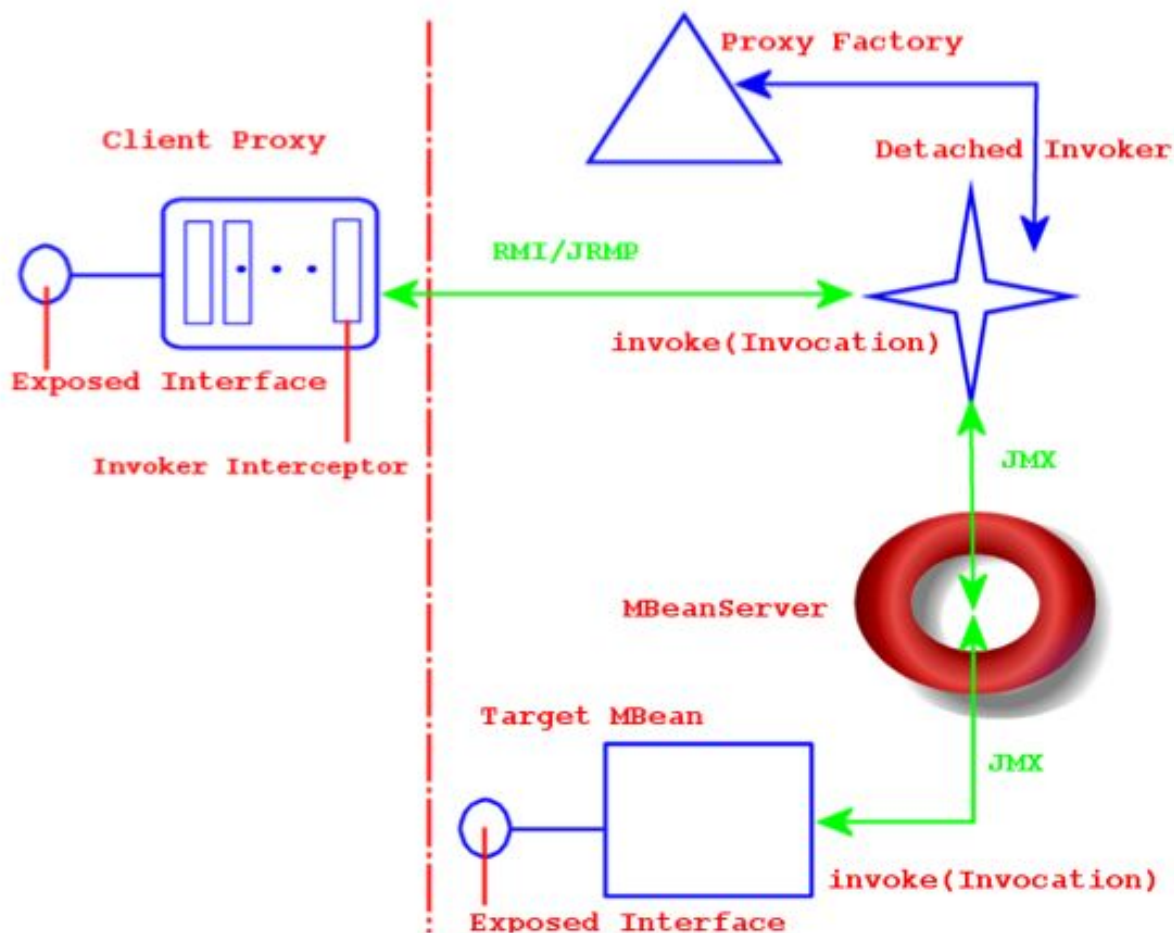 Proxy Factory
Client Proxy
Detached Invoker
RMI/JRMP
invoke(Invocation)
Exposed Interface
Invoker Interceptor
JMX
MBeanServer
Target MBean
JMX
invoke(Invocation)
Exposed Interface